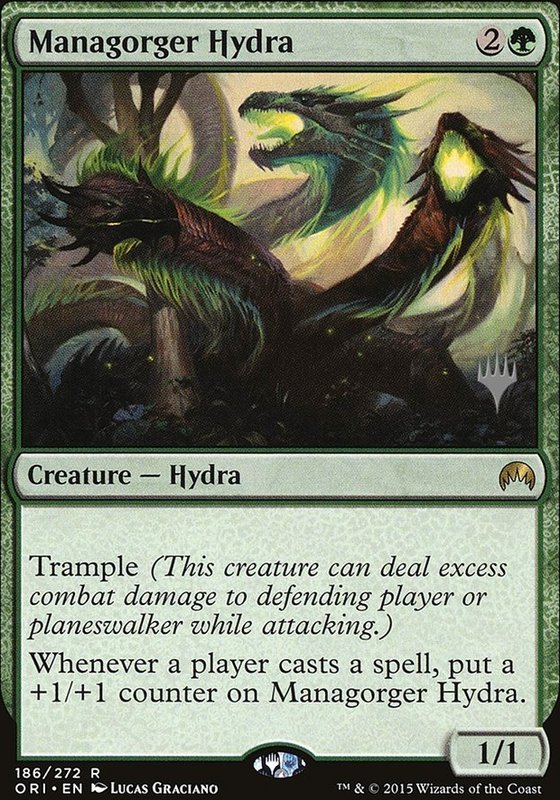 Managorger Hydra 2
Creature — Hydra
Trample (This creature can deal excess
combat damage to defending player or
planeswalker while attacking.)
Whenever a player casts a spell, put a
+1/+1 counter on Managorger Hydra.
1/1
186/272 R
ORI • EN Lucas Graciano
™ & © 2015 Wizards of the Coast